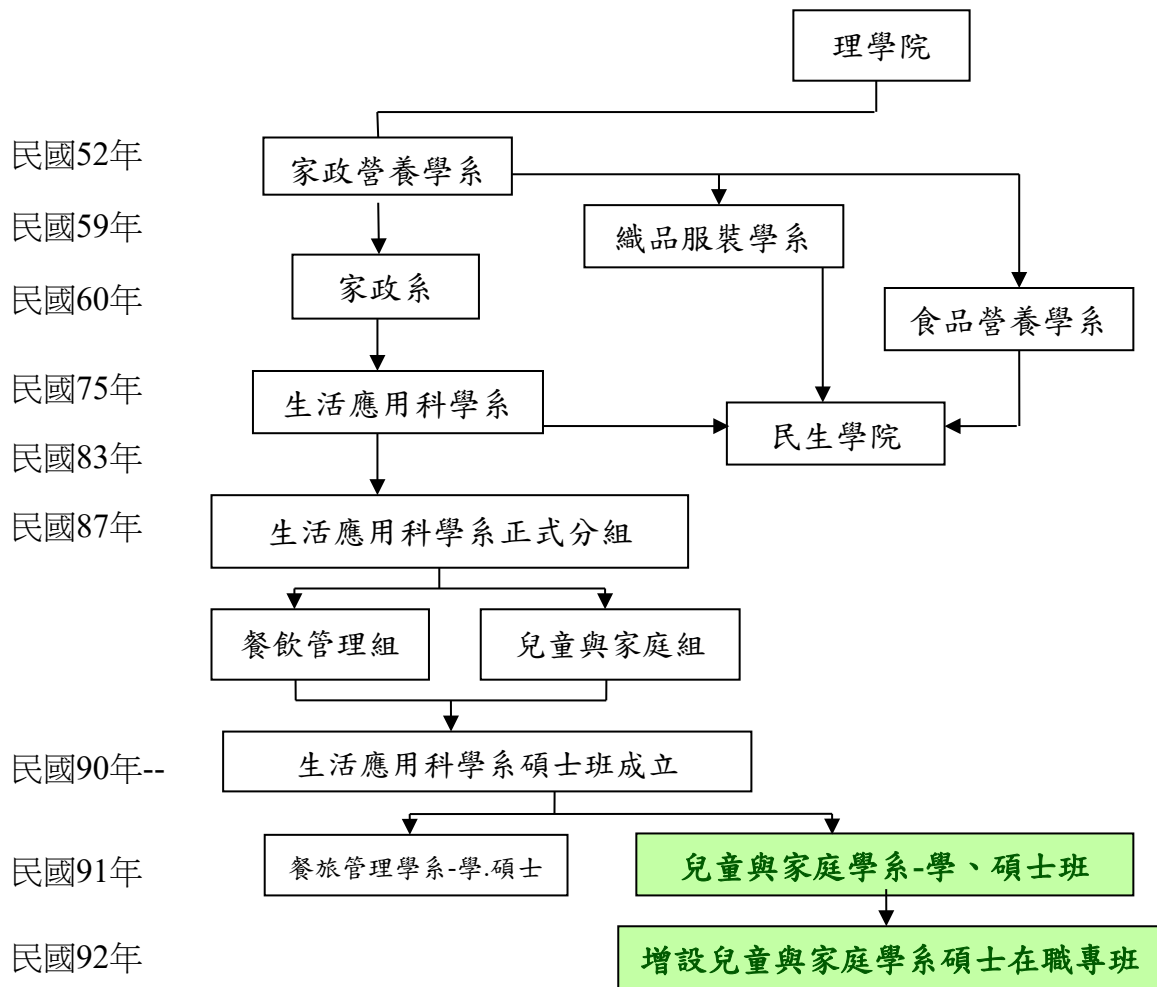 理學院
民國52年
家政營養學系
民國59年
織品服裝學系
家政系
民國60年
食品營養學系
民國75年
生活應用科學系
民生學院
民國83年
民國87年
生活應用科學系正式分組
餐飲管理組
兒童與家庭組
民國90年--
生活應用科學系碩士班成立
民國91年
餐旅管理學系-學.碩士
兒童與家庭學系-學、碩士班
民國92年
增設兒童與家庭學系碩士在職專班